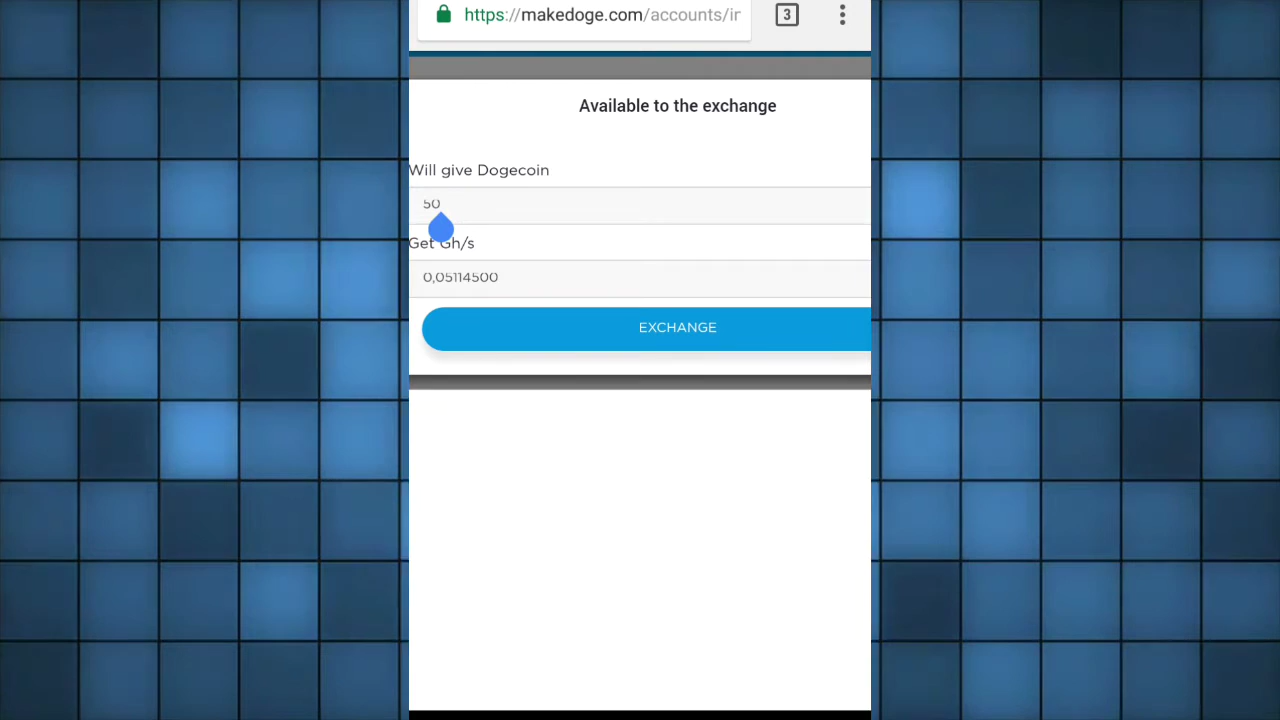 https://makedoge.com/accounts/ir
3
Available to the exchange
Will give Dogecoin
50
Get Gh/s
0,05114500
EXCHANGE